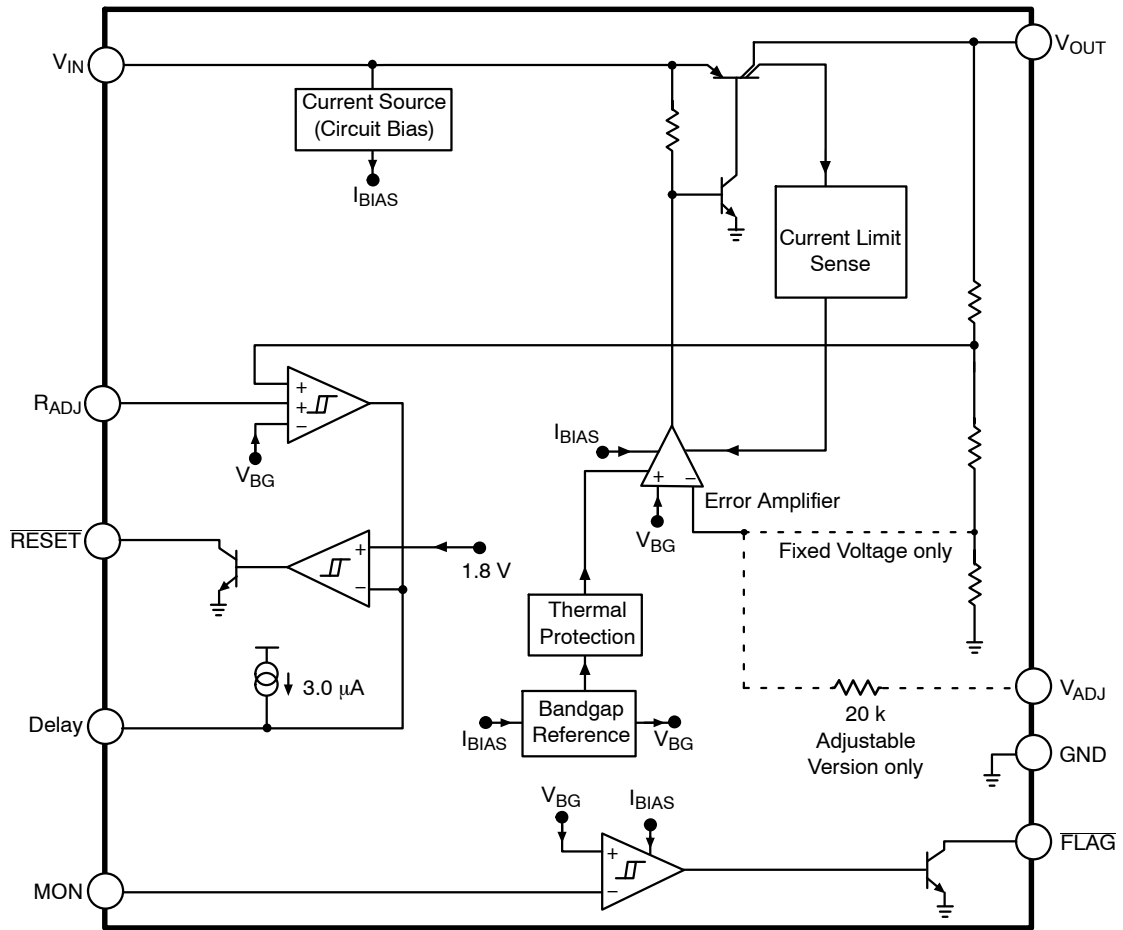 VIN
VOUT
Current Source
(Circuit Bias)
IBIAS
Current Limit
Sense
RADJ
+
+
−
VBG
IBIAS
+
−
Error Amplifier
VBG
RESET
+
−
1.8 V
Fixed Voltage only
Thermal
Protection
3.0 μA
Delay
IBIAS
Bandgap
Reference
VBG
VADJ
20 k
Adjustable
Version only
GND
VBG
IBIAS
+
−
FLAG
MON